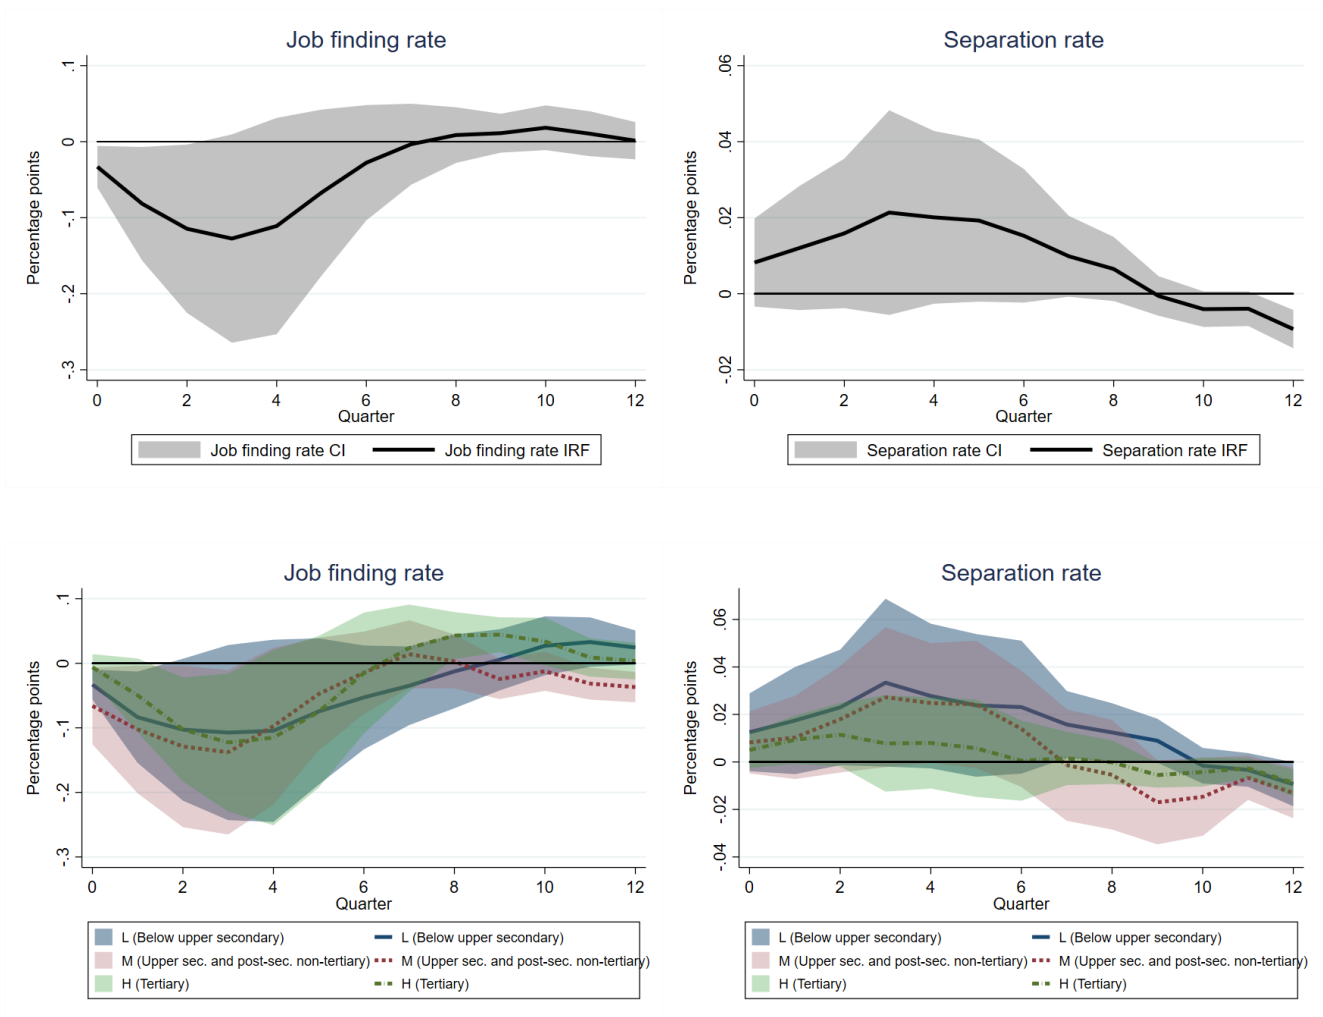 Job finding rate
Percentage points
.1
0
-.1
-.2
-.3
0 2 4 6 8 10 12
Quarter
Job finding rate CI Job finding rate IRF
Separation rate
Percentage points
.06
.04
.02
0
-.02
0 2 4 6 8 10 12
Quarter
Separation rate CI Separation rate IRF
Job finding rate
Percentage points
.1
0
-.1
-.2
-.3
0 2 4 6 8 10 12
Quarter
L (Below upper secondary) L (Below upper secondary)
M (Upper sec. and post-sec. non-tertiary) M (Upper sec. and post-sec. non-tertiary)
H (Tertiary) H (Tertiary)
Separation rate
Percentage points
.06
.04
.02
0
-.02
-.04
0 2 4 6 8 10 12
Quarter
L (Below upper secondary) L (Below upper secondary)
M (Upper sec. and post-sec. non-tertiary) M (Upper sec. and post-sec. non-tertiary)
H (Tertiary) H (Tertiary)